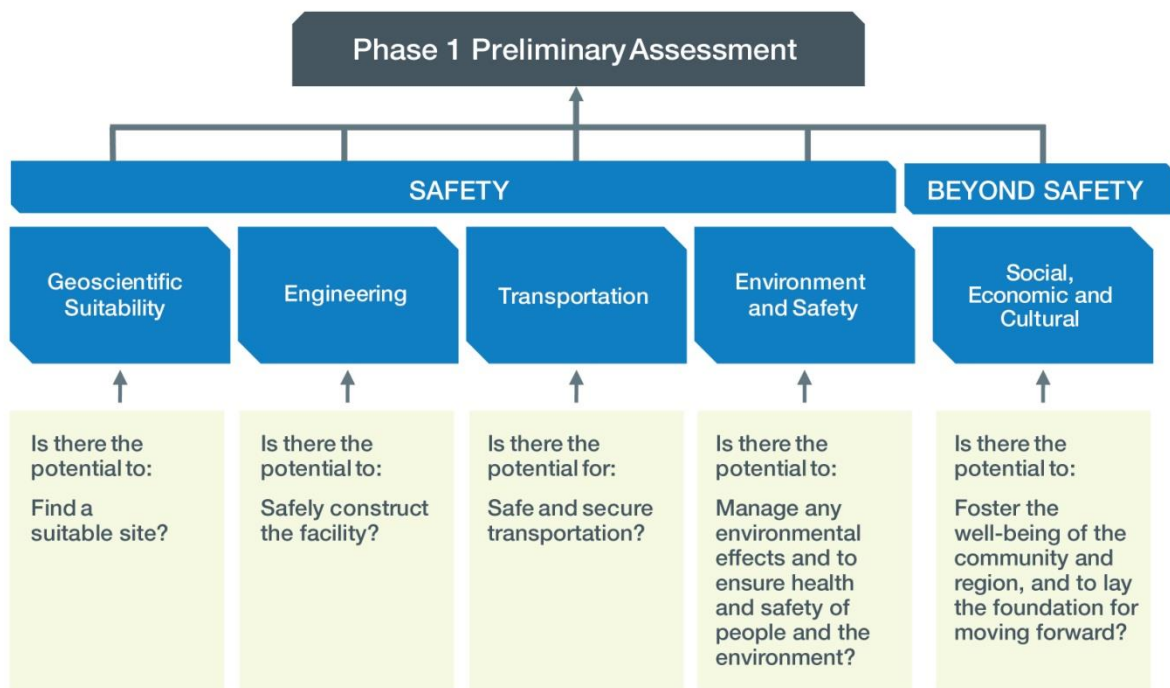 Phase 1 Preliminary Assessment
SAFETY
BEYOND SAFETY
Geoscientific
Suitability
Engineering
Transportation
Environment
and Safety
Social,
Economic and
Cultural
Is there the
potential to:
Find a
suitable site?
Is there the
potential to:
Safely construct
the facility?
Is there the
potential for:
Safe and secure
transportation?
Is there the
potential to:
Manage any
environmental
effects and to
ensure health
and safety of
people and the
environment?
Is there the
potential to:
Foster the
well-being of the
community and
region, and to lay
the foundation for
moving forward?